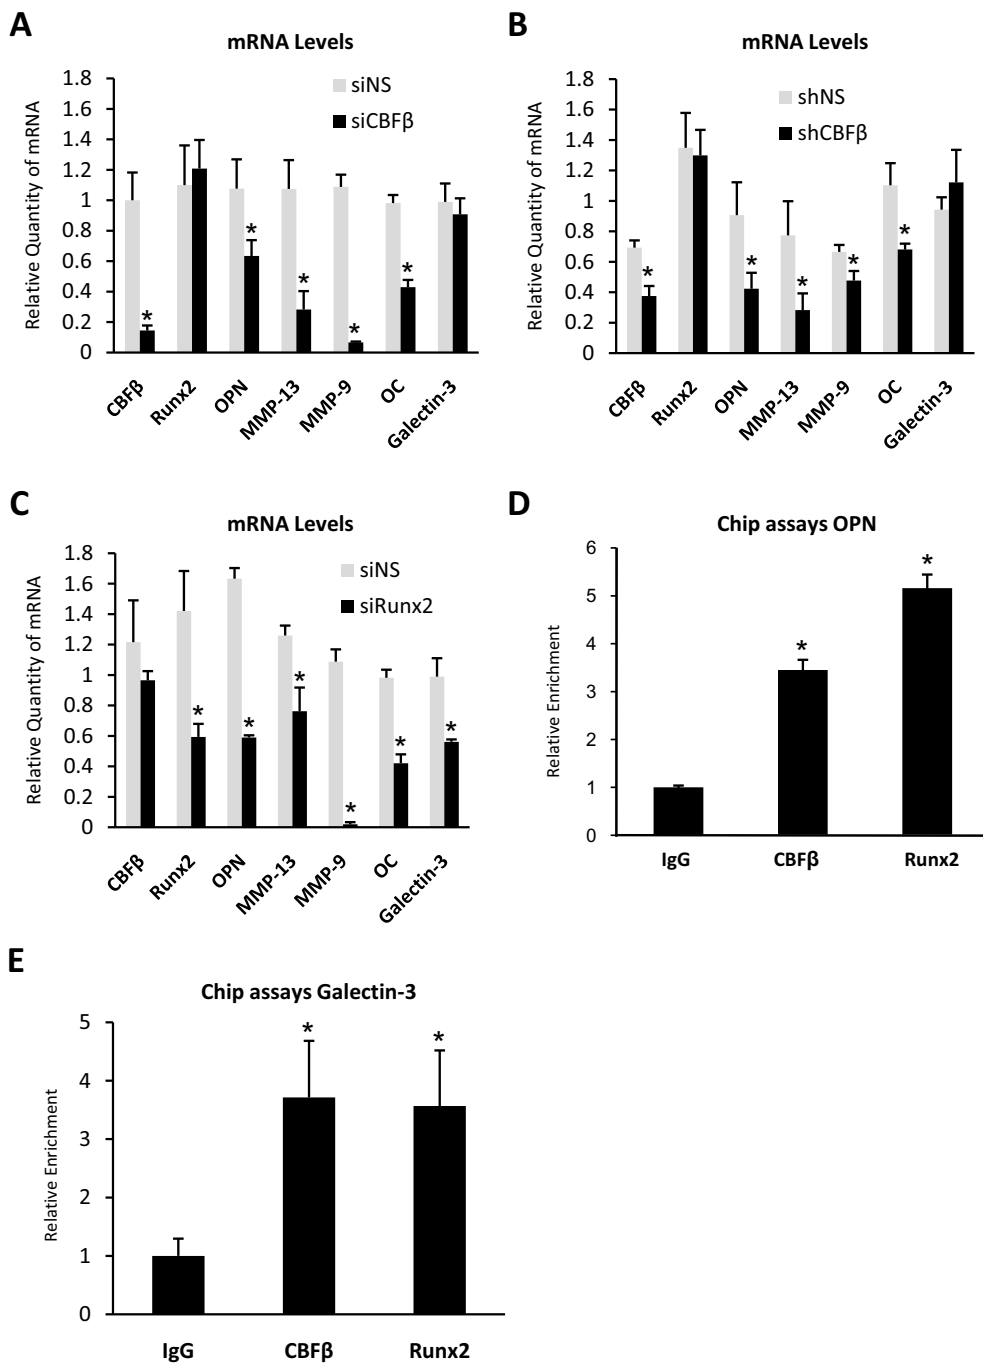 A
mRNA Levels
siNS
siCBFβ
Relative Quantity of mRNA
1.8
1.6
1.4
1.2
1
0.8
0.6
0.4
0.2
0
* * * * *
CBFβ
Runx2
OPN
MMP-13
MMP-9
OC
Galectin-3
B
mRNA Levels
shNS
shCBFβ
Relative Quantity of mRNA
1.8
1.6
1.4
1.2
1
0.8
0.6
0.4
0.2
0
* * * * *
CBFβ
Runx2
OPN
MMP-13
MMP-9
OC
Galectin-3
C
mRNA Levels
siNS
siRunx2
Relative Quantity of mRNA
1.8
1.6
1.4
1.2
1
0.8
0.6
0.4
0.2
0
* * * * * *
CBFβ
Runx2
OPN
MMP-13
MMP-9
OC
Galectin-3
D
Chip assays OPN
Relative Enrichment
6
5
4
3
2
1
0
* *
IgG CBFβ Runx2
E
Chip assays Galectin-3
Relative Enrichment
5
4
3
2
1
0
* *
IgG CBFβ Runx2